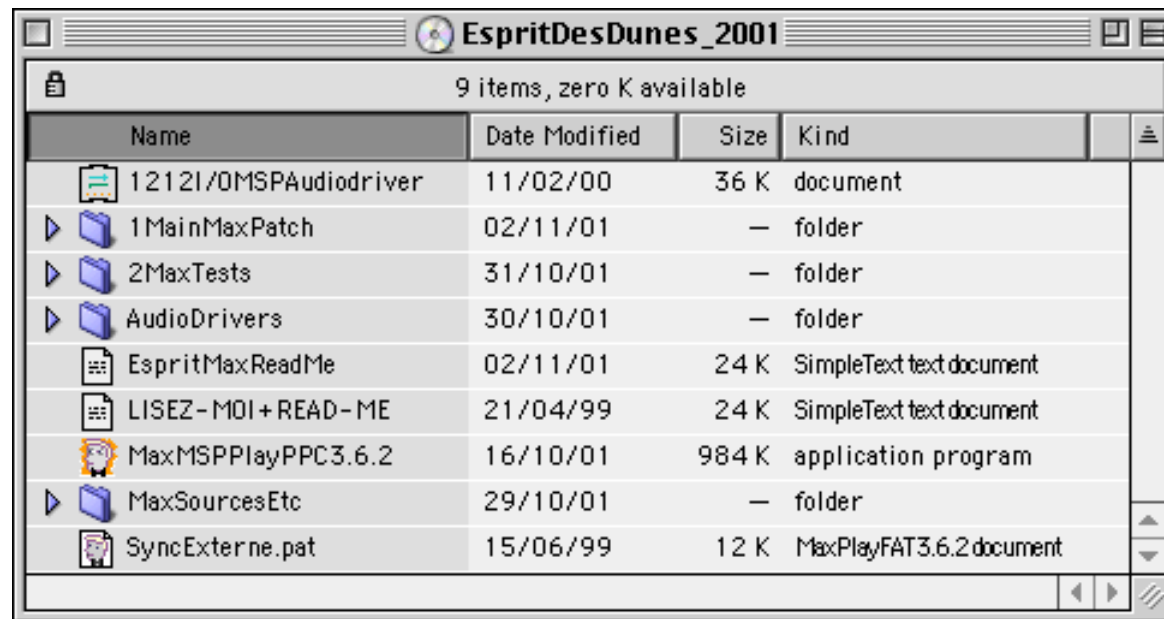 EspritDesDunes_2001
9 items, zero K available
Name Date Modified Size Kind
1212I/OMSPAudiodriver 11/02/00 36 K document
1MainMaxPatch 02/11/01 — folder
2MaxTests 31/10/01 — folder
AudioDrivers 30/10/01 — folder
EspritMaxReadMe 02/11/01 24 K SimpleText text document
LISEZ-MOI+READ-ME 21/04/99 24 K SimpleText text document
MaxMSPPlayPPC3.6.2 16/10/01 984 K application program
MaxSourcesEtc 29/10/01 — folder
SyncExterne.pat 15/06/99 12 K MaxPlayFAT3.6.2 document